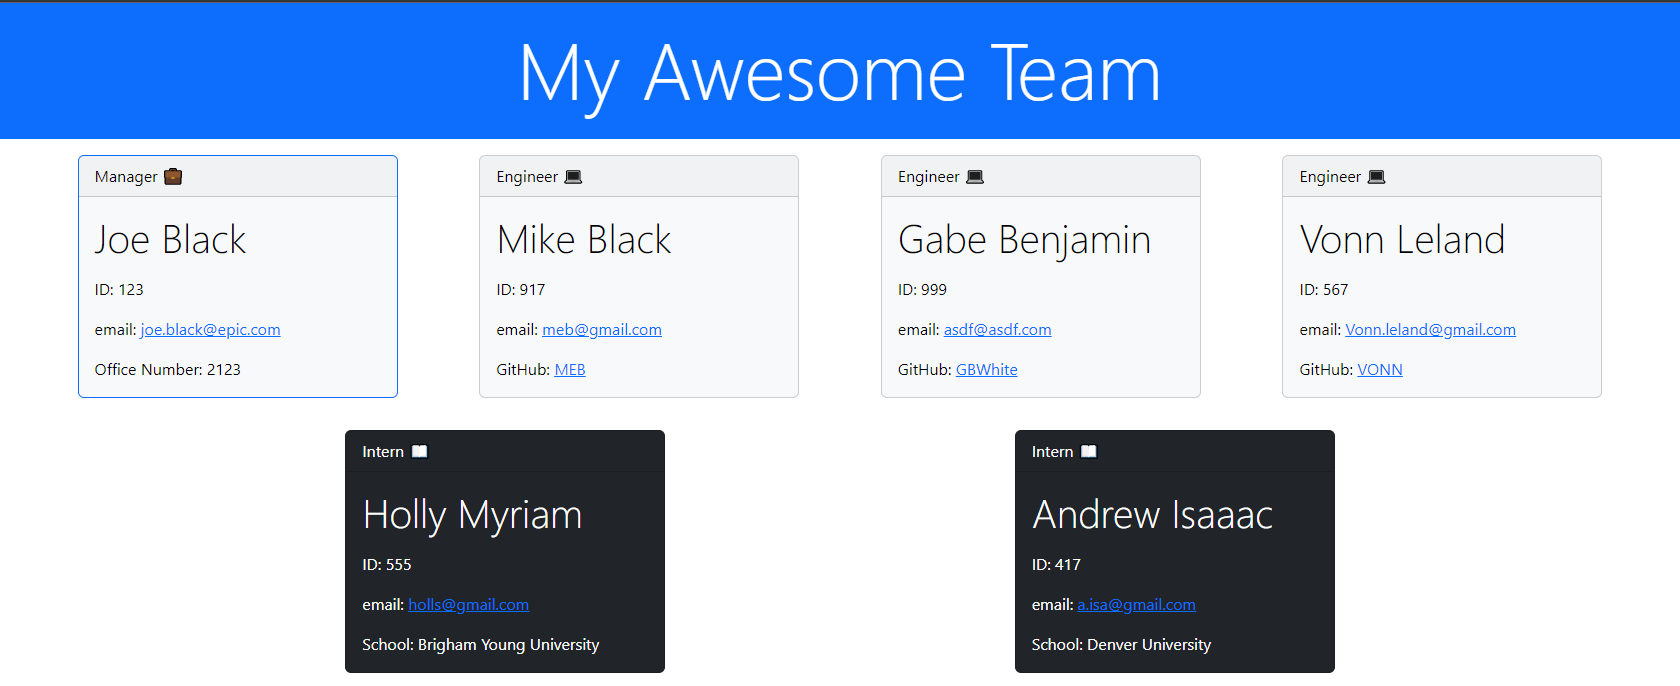 My Awesome Team
Manager 💼
Joe Black
ID: 123
email: joe.black@epic.com
Office Number: 2123
Engineer 💻
Mike Black
ID: 917
email: meb@gmail.com
GitHub: MEB
Engineer 💻
Gabe Benjamin
ID: 999
email: asdf@asdf.com
GitHub: GBWhite
Engineer 💻
Vonn Leland
ID: 567
email: Vonn.leland@gmail.com
GitHub: VONN
Intern 📖
Holly Myriam
ID: 555
email: holls@gmail.com
School: Brigham Young University
Intern 📖
Andrew Isaaac
ID: 417
email: a.isa@gmail.com
School: Denver University